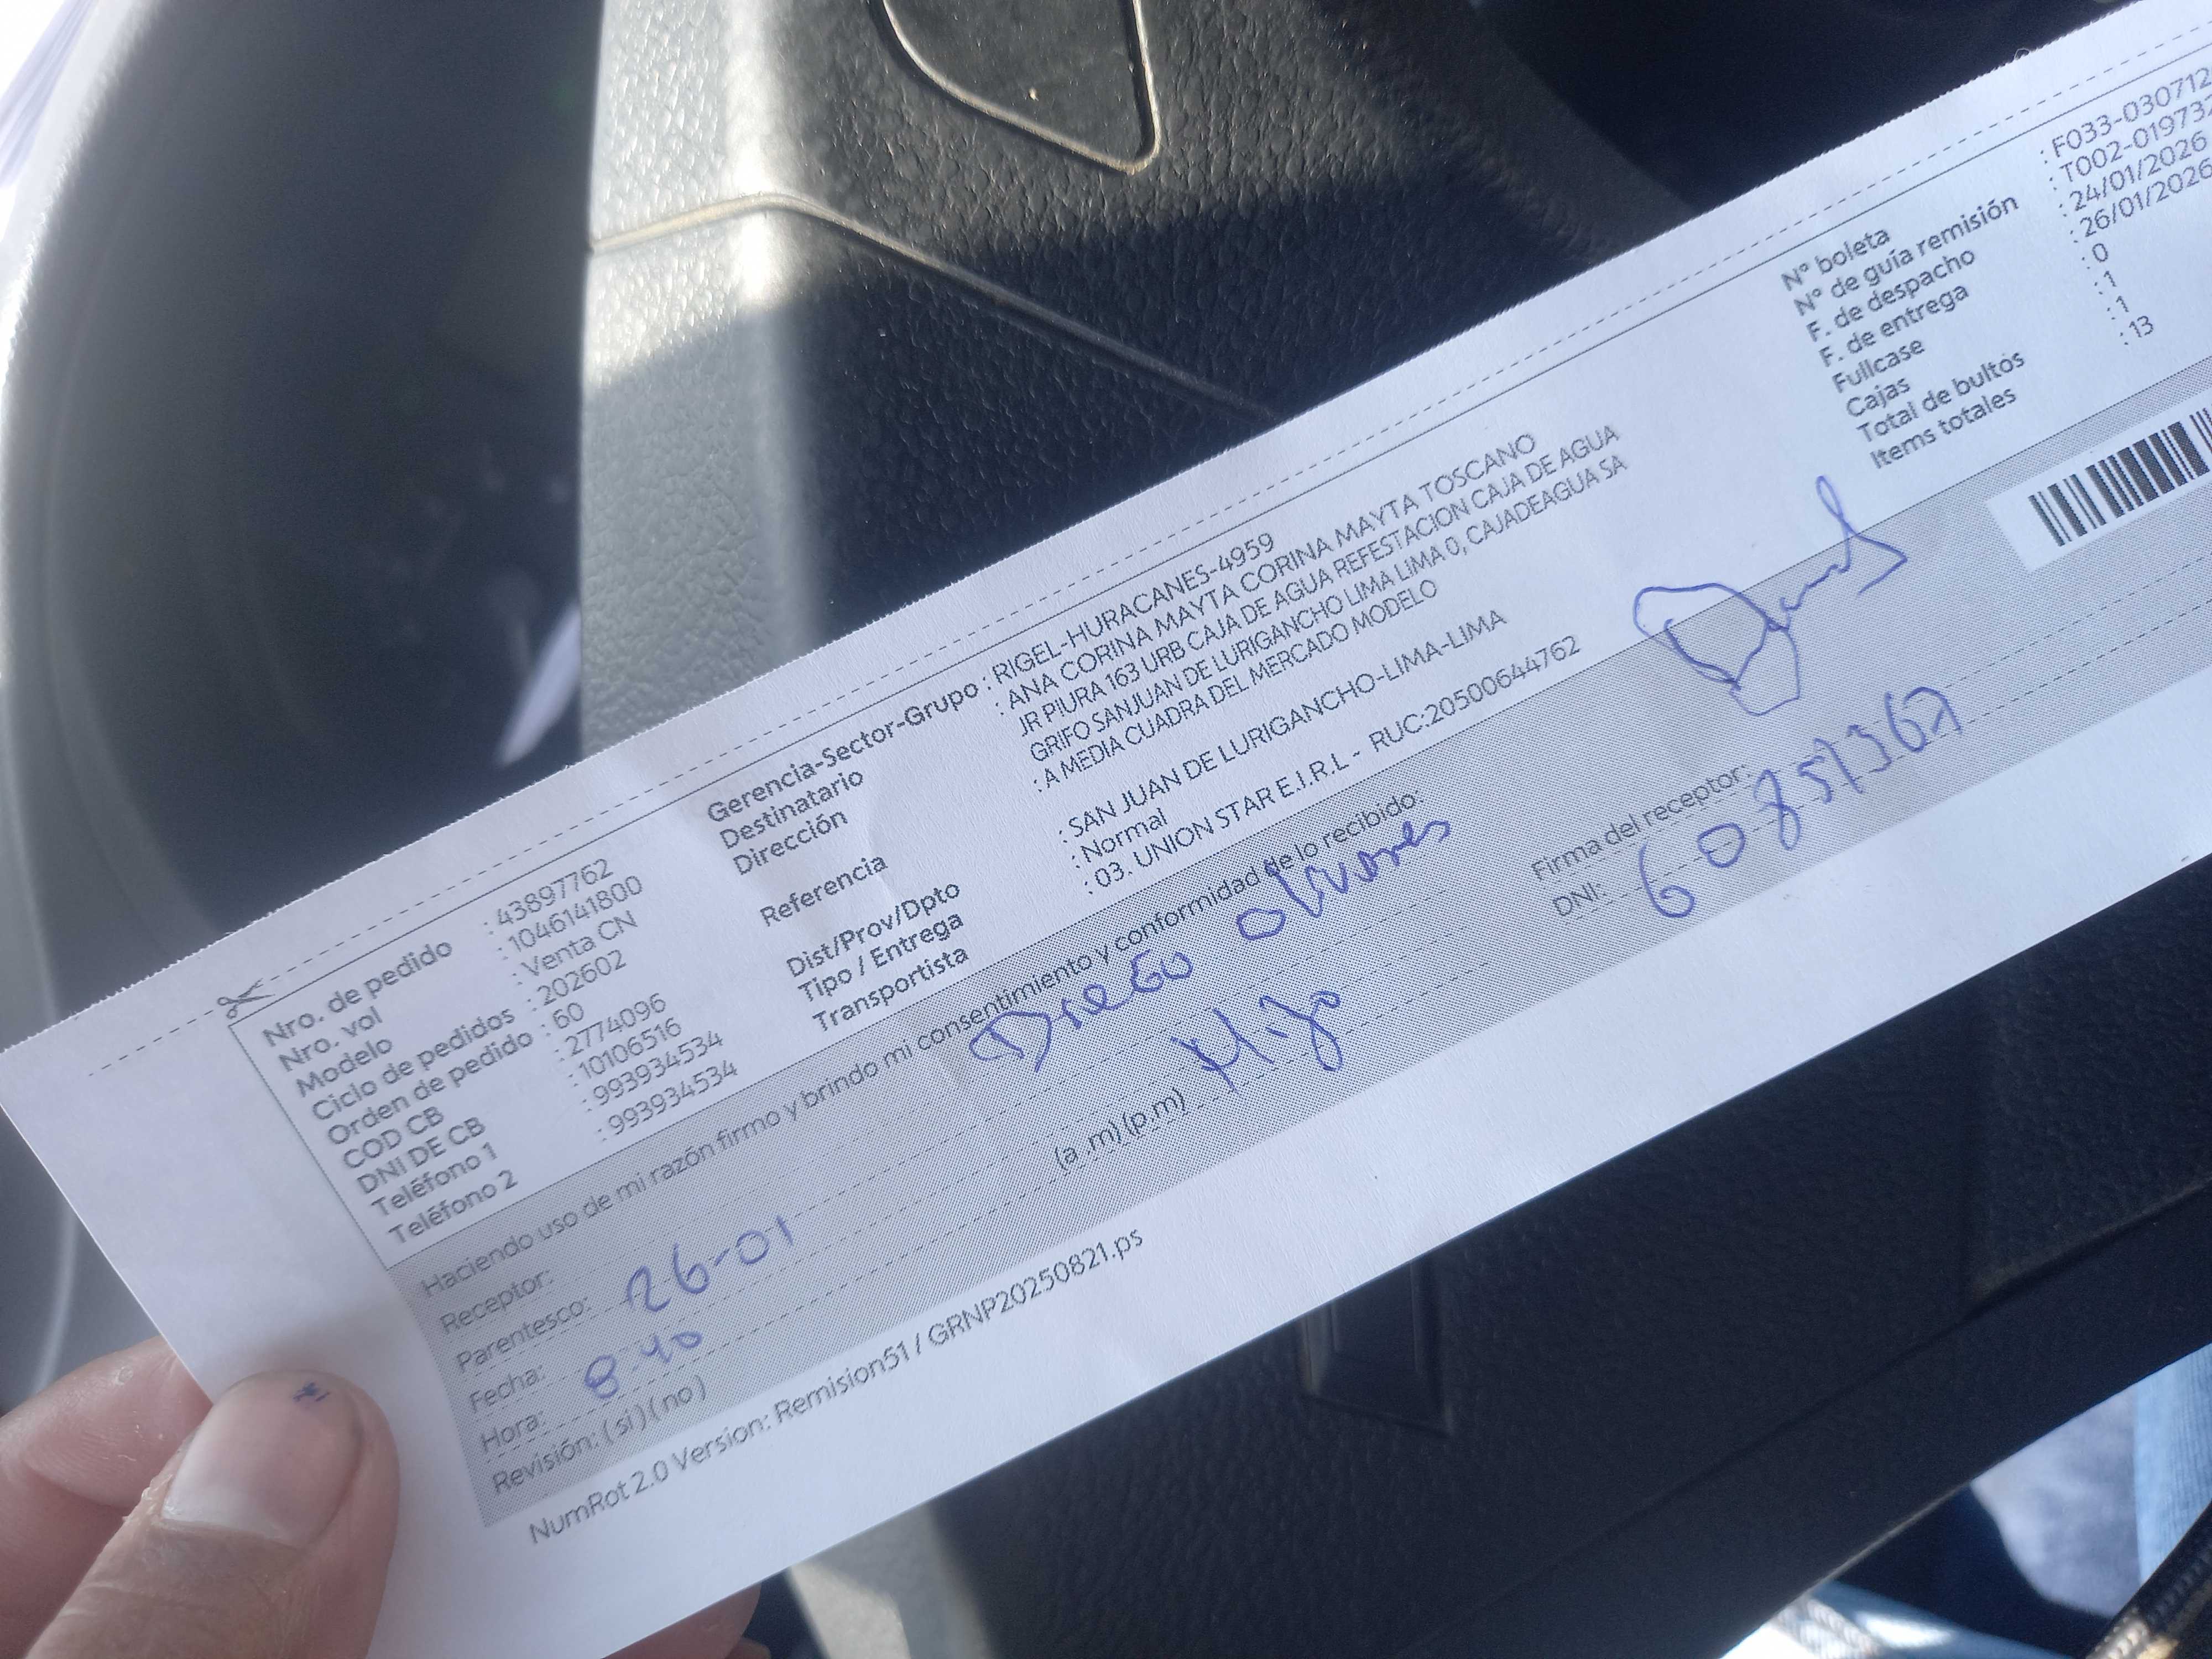 Nro. de pedido : 43897762
Nro. vol : 1046141800
Modelo : Venta CN
Ciclo de pedidos : 202602
Orden de pedido : 60
COD CB : 2774096
DNI DE CB : 10106516
Teléfono 1 : 993934534
Teléfono 2 : 993934534
Gerencia-Sector-Grupo : RIGEL-HURACANES-4959
Destinatario : ANA CORINA MAYTA CORINA MAYTA TOSCANO
Dirección JR PIURA 163 URB CAJA DE AGUA REFESTACION CAJA DE AGUA
GRIFO SANJUAN DE LURIGANCHO LIMA LIMA 0, CAJADEAGUA SA
Referencia : A MEDIA CUADRA DEL MERCADO MODELO
Dist/Prov/Dpto : SAN JUAN DE LURIGANCHO-LIMA-LIMA
Tipo / Entrega : Normal
Transportista : 03. UNION STAR E.I.R.L - RUC:20500644762
N° boleta : F033-030712
N° de guía remisión : T002-01973
F. de despacho : 24/01/2026
F. de entrega : 26/01/2026
Fullcase : 0
Cajas : 1
Total de bultos : 1
Items totales : 13
Haciendo uso de mi razón firmo y brindo mi consentimiento y conformidad de lo recibido:
Receptor: Diego olivares
Parentesco: Hijo
Fecha: 26-01
Hora: 8:40 (a .m) (p.m)
Revisión: ( si ) ( no )
Firma del receptor:
DNI:
NumRot 2.0 Version: Remision51 / GRNP20250821.ps